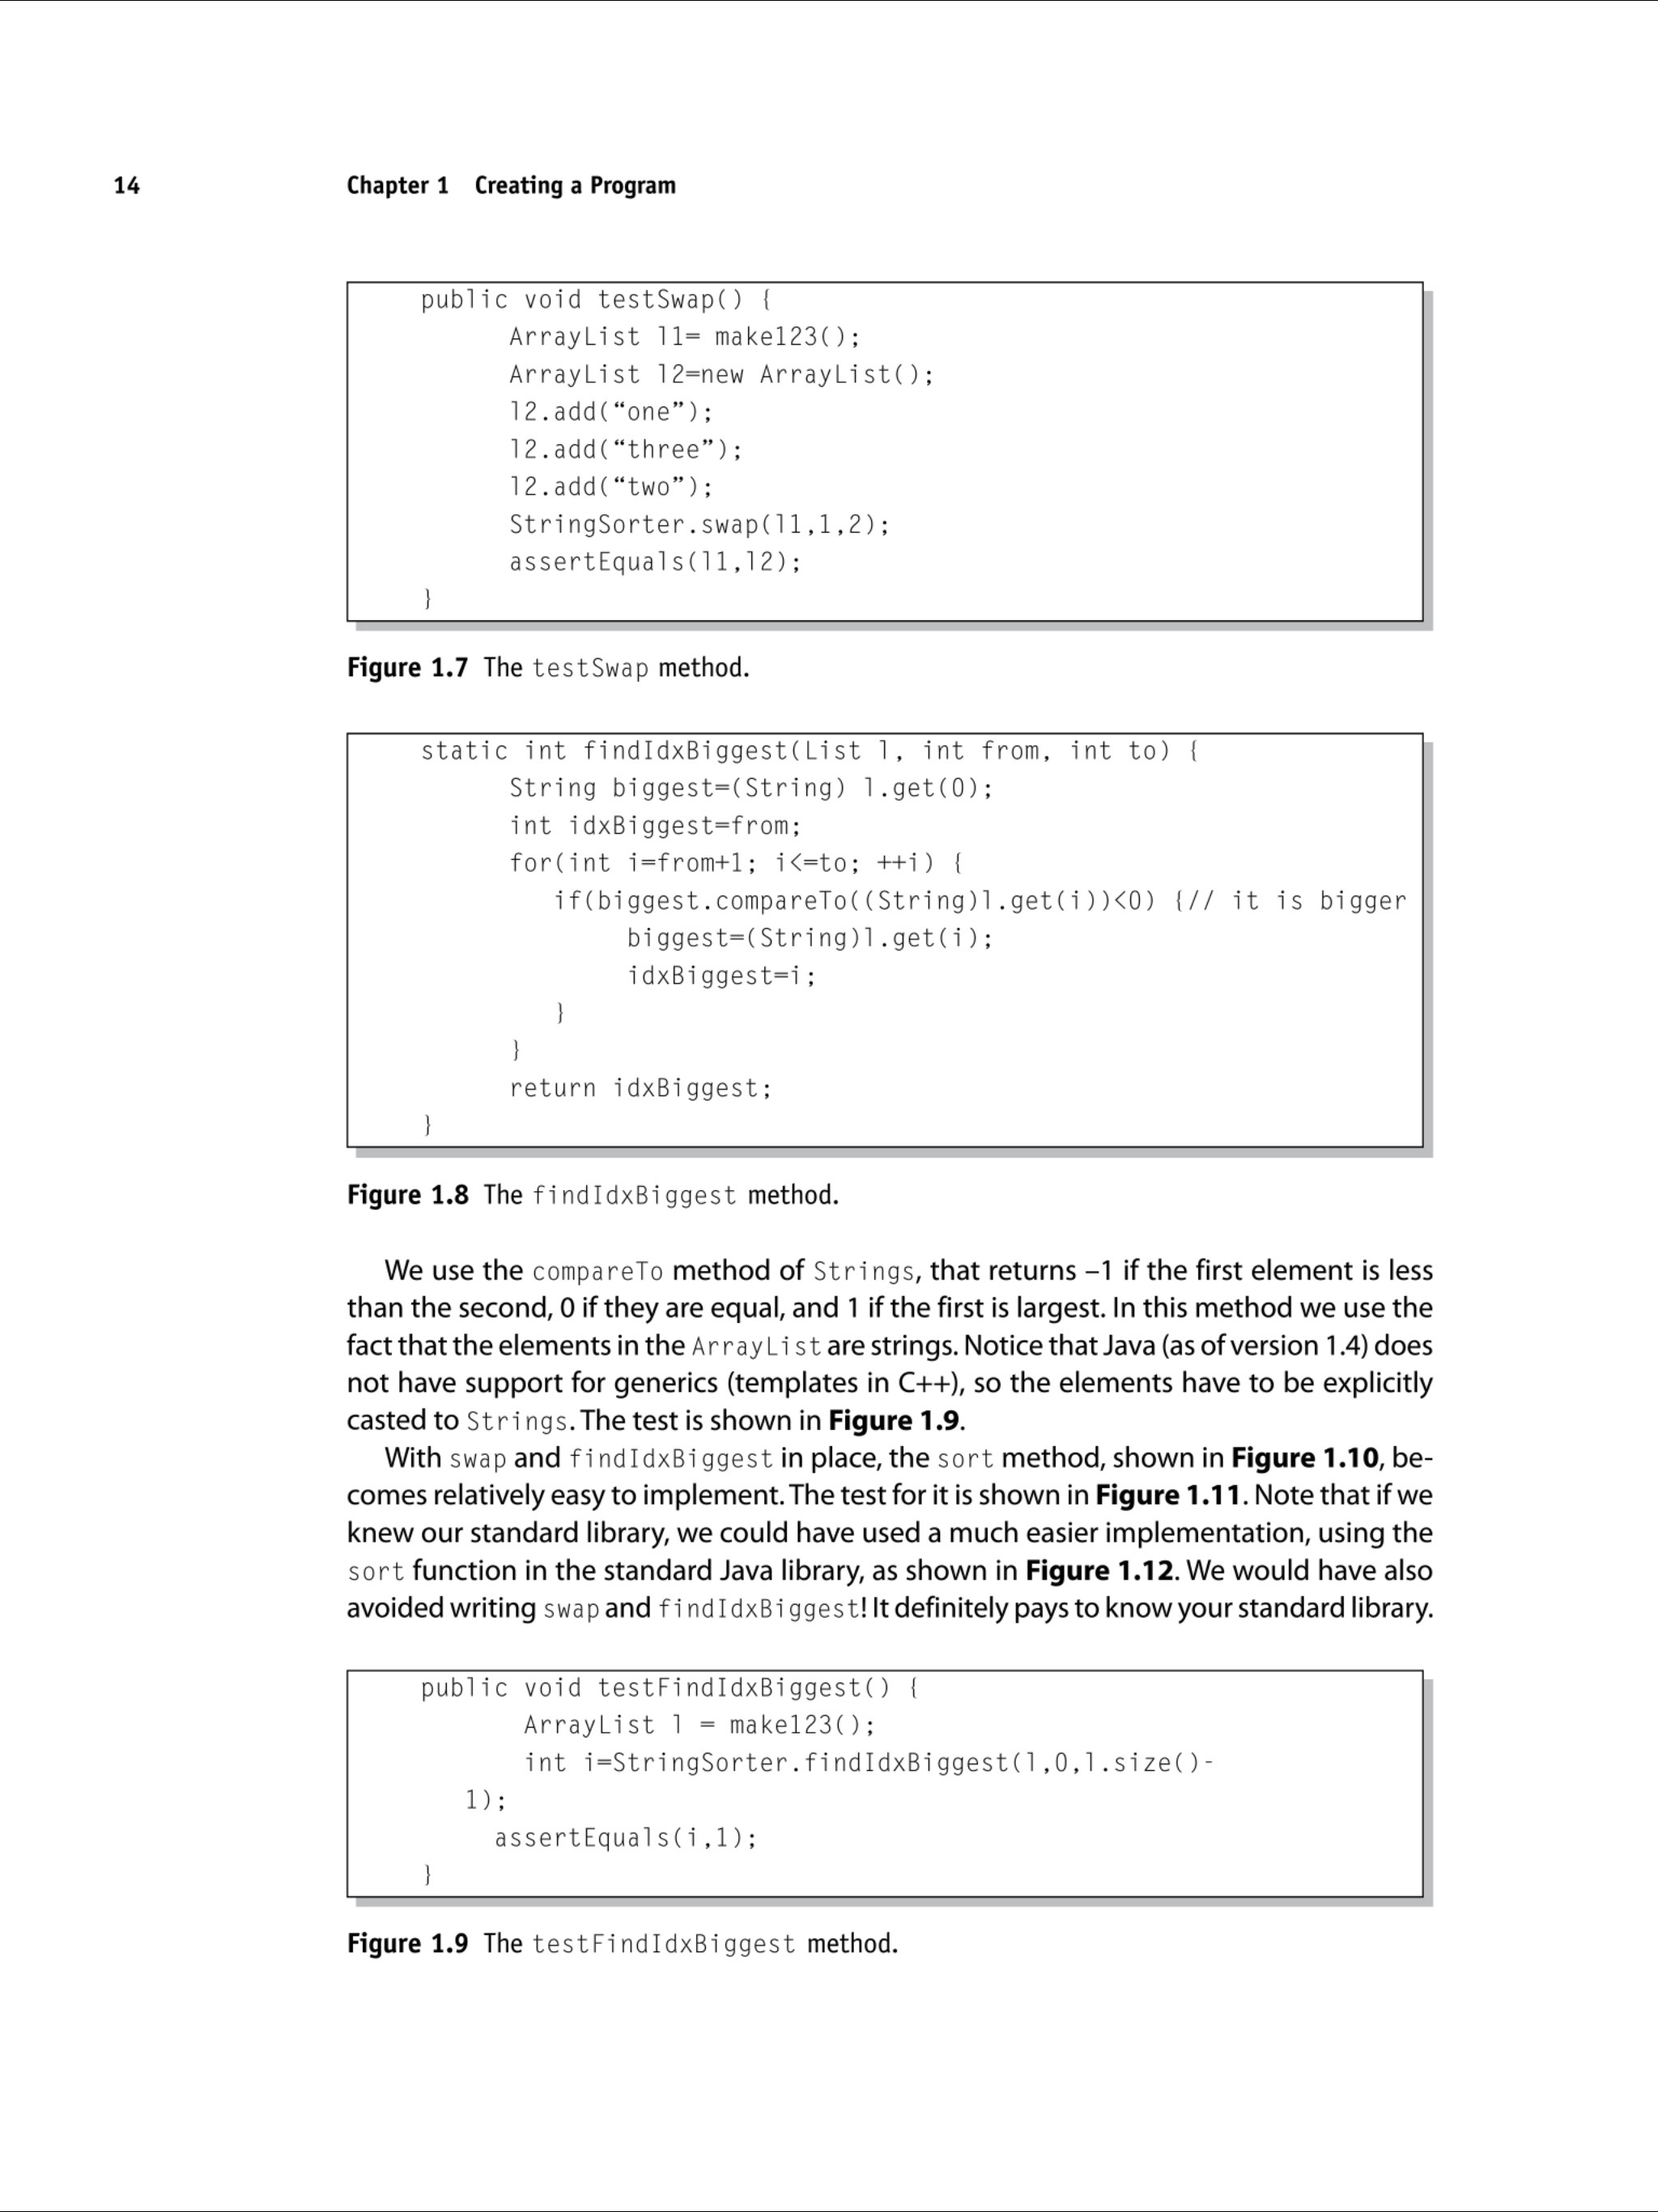 14 Chapter 1 Creating a Program
public void testSwap() {
ArrayList l1= make123();
ArrayList l2=new ArrayList();
l2.add(“one”);
l2.add(“three”);
l2.add(“two”);
StringSorter.swap(l1,1,2);
assertEquals(l1,l2);
}
Figure 1.7 The testSwap method.
static int findIdxBiggest(List l, int from, int to) {
String biggest=(String) l.get(0);
int idxBiggest=from;
for(int i=from+1; i<=to; ++i) {
if(biggest.compareTo((String)l.get(i))<0) {// it is bigger
biggest=(String)l.get(i);
idxBiggest=i;
}
}
return idxBiggest;
}
Figure 1.8 The findIdxBiggest method.
We use the compareTo method of Strings, that returns –1 if the first element is less
than the second, 0 if they are equal, and 1 if the first is largest. In this method we use the
fact that the elements in the ArrayList are strings. Notice that Java (as of version 1.4) does
not have support for generics (templates in C++), so the elements have to be explicitly
casted to Strings. The test is shown in Figure 1.9.
With swap and findIdxBiggest in place, the sort method, shown in Figure 1.10, be-
comes relatively easy to implement. The test for it is shown in Figure 1.11. Note that if we
knew our standard library, we could have used a much easier implementation, using the
sort function in the standard Java library, as shown in Figure 1.12. We would have also
avoided writing swap and findIdxBiggest! It definitely pays to know your standard library.
public void testFindIdxBiggest() {
ArrayList l = make123();
int i=StringSorter.findIdxBiggest(l,0,l.size()-
1);
assertEquals(i,1);
}
Figure 1.9 The testFindIdxBiggest method.